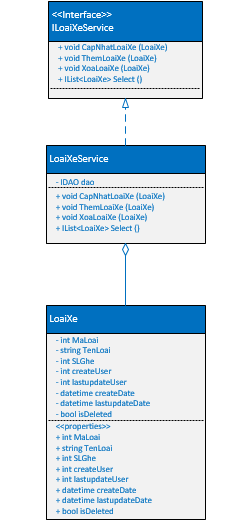 <<Interface>>
ILoaiXeService
+ void CapNhatLoaiXe (LoaiXe)
+ void ThemLoaiXe (LoaiXe)
+ void XoaLoaiXe (LoaiXe)
+ IList<LoaiXe> Select ()
LoaiXeService
- IDAO dao
+ void CapNhatLoaiXe (LoaiXe)
+ void ThemLoaiXe (LoaiXe)
+ void XoaLoaiXe (LoaiXe)
+ IList<LoaiXe> Select ()
LoaiXe
- int MaLoai
- string TenLoai
- int SLGhe
- int createUser
- int lastupdateUser
- datetime createDate
- datetime lastupdateDate
- bool isDeleted
<<properties>>
+ int MaLoai
+ string TenLoai
+ int SLGhe
+ int createUser
+ int lastupdateUser
+ datetime createDate
+ datetime lastupdateDate
+ bool isDeleted